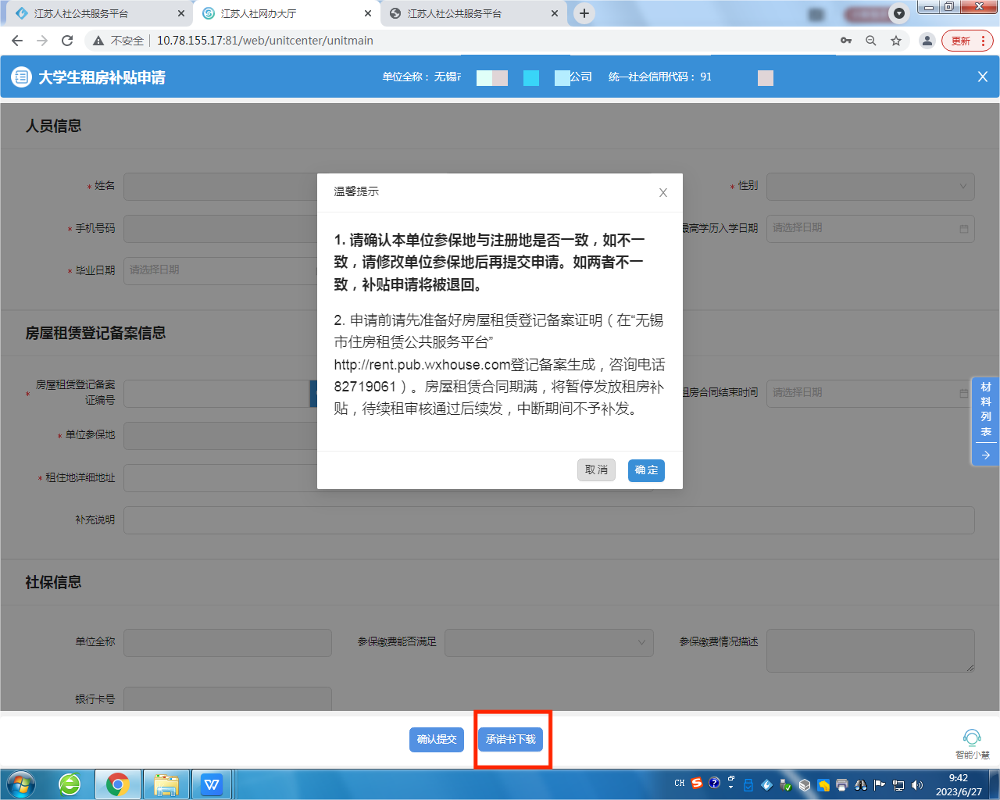 江苏人社公共服务平台
江苏人社网办大厅
江苏人社公共服务平台
不安全 10.78.155.17:81/web/unitcenter/unitmain
更新
大学生租房补贴申请
单位全称： 无锡 公司 统一社会信用代码： 91
人员信息
* 姓名
* 性别
* 手机号码
最高学历入学日期 请选择日期
* 毕业日期 请选择日期
温馨提示
1. 请确认本单位参保地与注册地是否一致，如不一
致，请修改单位参保地后再提交申请。如两者不一
致，补贴申请将被退回。
2. 申请前请先准备好房屋租赁登记备案证明（在“无锡
市住房租赁公共服务平台”
http://rent.pub.wxhouse.com登记备案生成，咨询电话
82719061）。房屋租赁合同期满，将暂停发放租房补
贴，待续租审核通过后续发，中断期间不予补发。
取 消
确 定
房屋租赁登记备案信息
* 房屋租赁登记备案
证编号
租房合同结束时间 请选择日期
* 单位参保地
* 租住地详细地址
补充说明
材
料
列
表
社保信息
单位全称
参保缴费能否满足
参保缴费情况描述
银行卡号
确认提交
承诺书下载
智能小慧
CH
9:42
2023/6/27